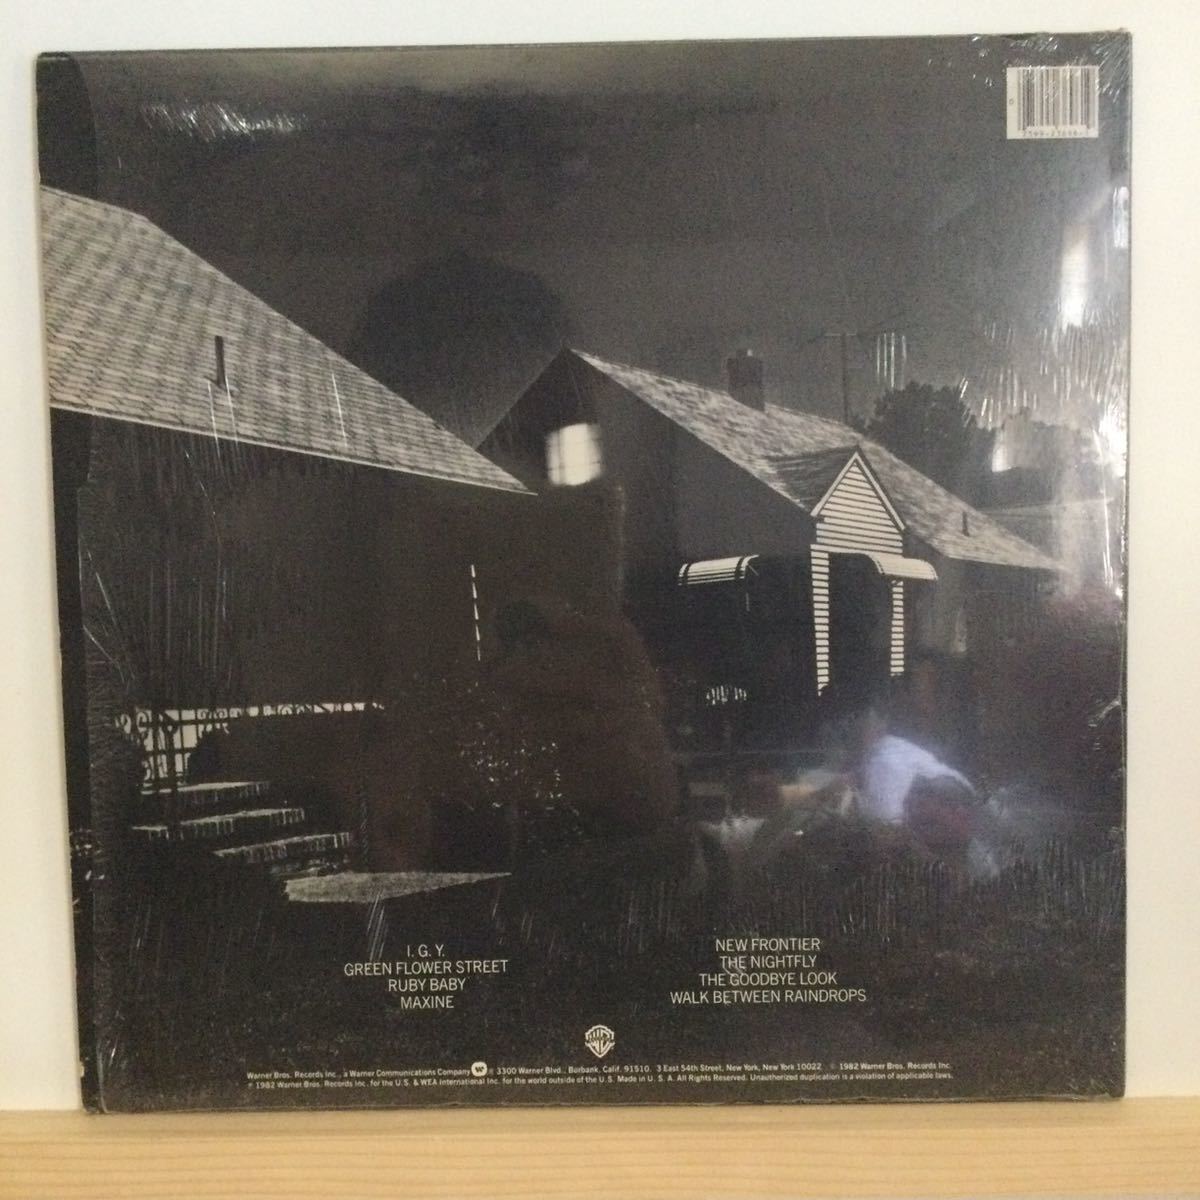 I. G. Y.
GREEN FLOWER STREET
RUBY BABY
MAXINE
NEW FRONTIER
THE NIGHTFLY
THE GOODBYE LOOK
WALK BETWEEN RAINDROPS
Warner Bros. Records Inc., a Warner Communications Company ® 3300 Warner Blvd., Burbank, Calif. 91510. 3 East 54th Street, New York, New York 10022 . © 1982 Warner Bros. Records Inc.
℗ 1982 Warner Bros. Records Inc. for the U.S. & WEA International Inc. for the world outside of the U.S. Made in U. S. A. All Rights Reserved. Unauthorized duplication is a violation of applicable laws.